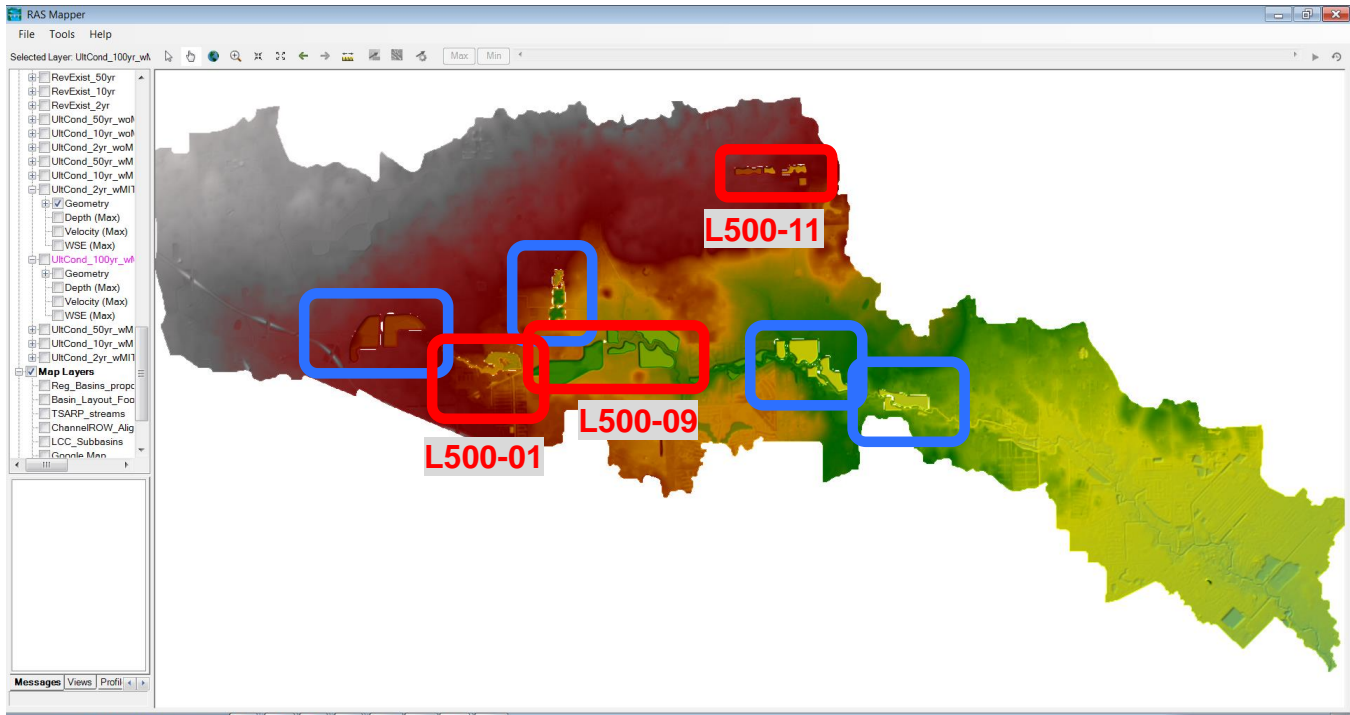 RAS Mapper
File Tools Help
Selected Layer: UltCond_100yr_wM
Max Min
RevExist_50yr
RevExist_10yr
RevExist_2yr
UltCond_50yr_woM
UltCond_10yr_woM
UltCond_2yr_woM
UltCond_50yr_wM
UltCond_10yr_wM
UltCond_2yr_wMIT
Geometry
Depth (Max)
Velocity (Max)
WSE (Max)
UltCond_100yr_wM
Geometry
Depth (Max)
Velocity (Max)
WSE (Max)
UltCond_50yr_wM
UltCond_10yr_wM
UltCond_2yr_wMIT
Map Layers
Reg_Basins_propo
Basin_Layout_Foo
TSARP_streams
ChannelROW_Alig
LCC_Subbasins
Google Map
Messages Views Profil
L500-11
L500-09
L500-01